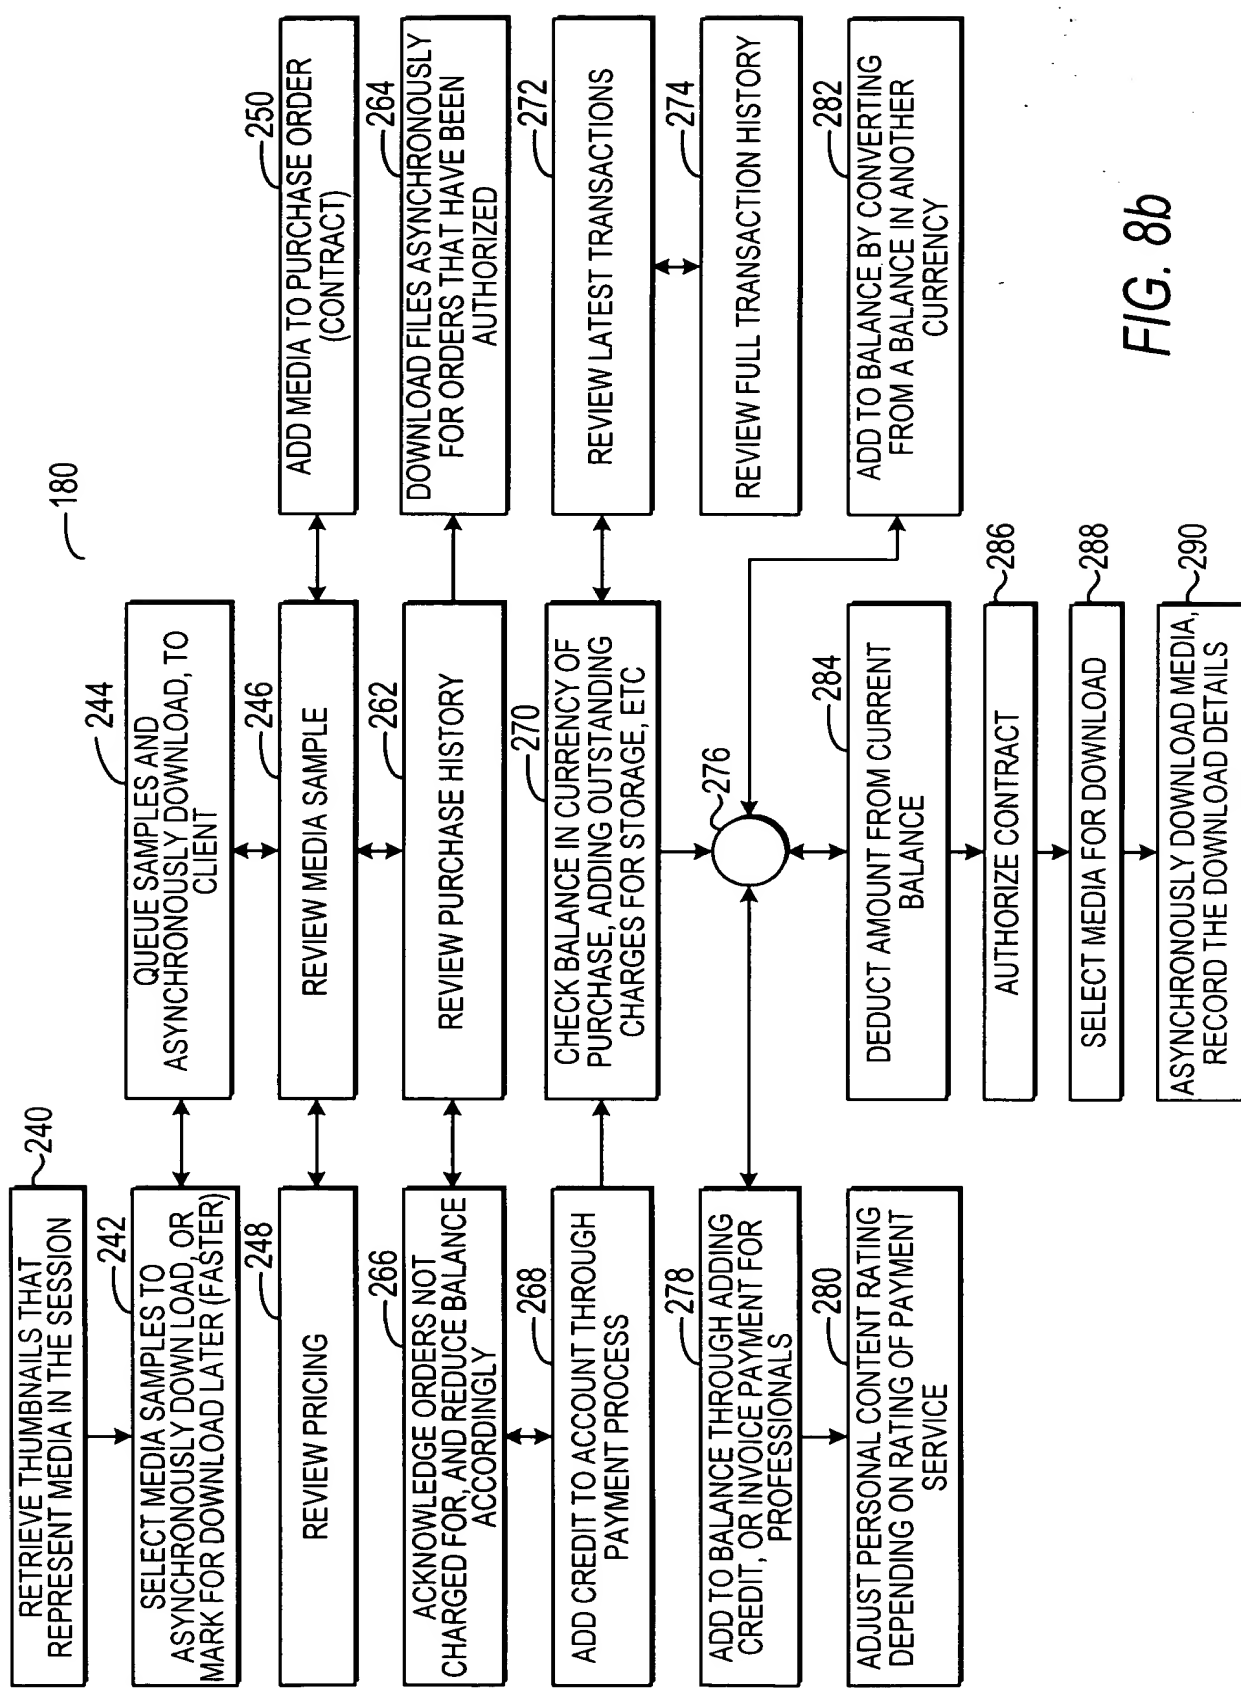 180
240
RETRIEVE THUMBNAILS THAT
REPRESENT MEDIA IN THE SESSION
242
SELECT MEDIA SAMPLES TO
ASYNCHRONOUSLY DOWN LOAD, OR
MARK FOR DOWNLOAD LATER (FASTER)
244
QUEUE SAMPLES AND
ASYNCHRONOUSLY DOWNLOAD, TO
CLIENT
248
REVIEW PRICING
246
REVIEW MEDIA SAMPLE
250
ADD MEDIA TO PURCHASE ORDER
(CONTRACT)
266
ACKNOWLEDGE ORDERS NOT
CHARGED FOR, AND REDUCE BALANCE
ACCORDINGLY
262
REVIEW PURCHASE HISTORY
264
DOWNLOAD FILES ASYNCHRONOUSLY
FOR ORDERS THAT HAVE BEEN
AUTHORIZED
268
ADD CREDIT TO ACCOUNT THROUGH
PAYMENT PROCESS
270
CHECK BALANCE IN CURRENCY OF
PURCHASE, ADDING OUTSTANDING
CHARGES FOR STORAGE, ETC
272
REVIEW LATEST TRANSACTIONS
278
ADD TO BALANCE THROUGH ADDING
CREDIT, OR INVOICE PAYMENT FOR
PROFESSIONALS
276
274
REVIEW FULL TRANSACTION HISTORY
280
ADJUST PERSONAL CONTENT RATING
DEPENDING ON RATING OF PAYMENT
SERVICE
284
DEDUCT AMOUNT FROM CURRENT
BALANCE
282
ADD TO BALANCE BY CONVERTING
FROM A BALANCE IN ANOTHER
CURRENCY
286
AUTHORIZE CONTRACT
288
SELECT MEDIA FOR DOWNLOAD
290
ASYNCHRONOUSLY DOWNLOAD MEDIA,
RECORD THE DOWNLOAD DETAILS
FIG. 8b